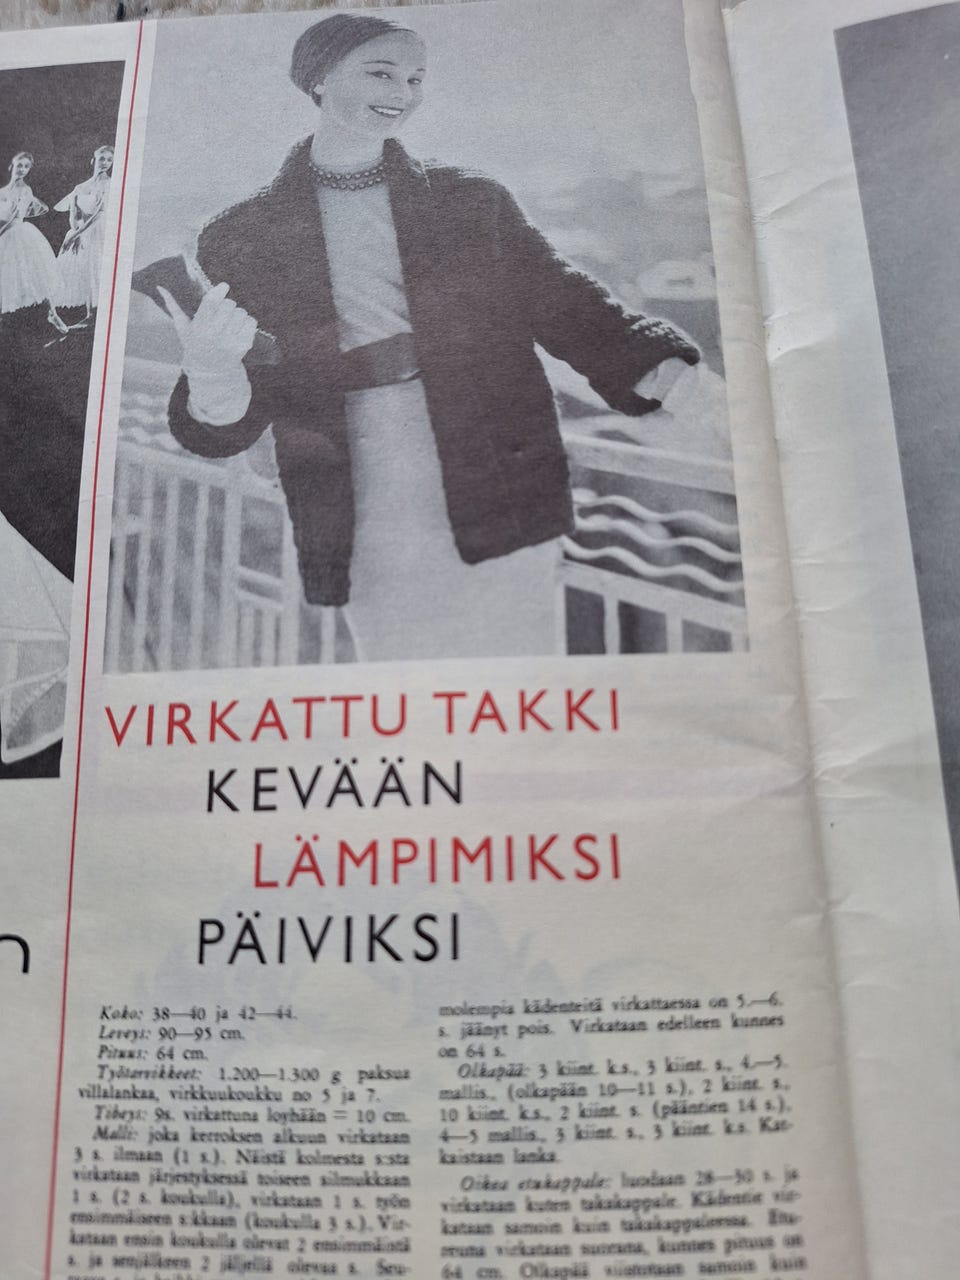 VIRKATTU TAKKI
KEVÄÄN
LÄMPIMIKSI
PÄIVIKSI
n
Koko: 38—40 ja 42—44.
Leveys: 90—95 cm.
Pituus: 64 cm.
Työtarvikkeet: 1.200—1.300 g paksua
villalankaa, virkkuukoukku no 5 ja 7.
Tiheys: 9s. virkattuna loyhään = 10 cm.
Malli: joka kerroksen alkuun virkataan
3 s. ilmaan (1 s.). Näistä kolmesta s:sta
virkataan järjestyksessä toiseen silmukkaan
1 s. (2 s. koukulla), virkataan 1 s. työn
ensimmäiseen s:kkaan (koukulla 3 s.). Vir-
kataan ensin koukulla olevat 2 ensimmäistä
s. ja senjälkeen 2 jäljellä olevaa s. Seu-
molempia kädenteitä virkattaessa on 5.—6.
s. jäänyt pois. Virkataan edelleen kunnes
on 64 s.
Olkapää: 3 kiint. k.s., 3 kiint. s., 4.—5.
mallis., (olkapään 10—11 s.), 2 kiint. s.,
10 kiint. k.s., 2 kiint. s. (pääntien 14 s.),
4—5 mallis., 3 kiint. s., 3 kiint. k.s. Kat-
kaistaan lanka.
Oikea etukappale: luodaan 28—30 s. ja
virkataan kuten takakappale. Kädentie vir-
kataan samoin kuin takakappaleessa. Etu-
reuna virkataan suorana, kunnes pituus on
64 cm. Olkapää viistotaan samoin kuin